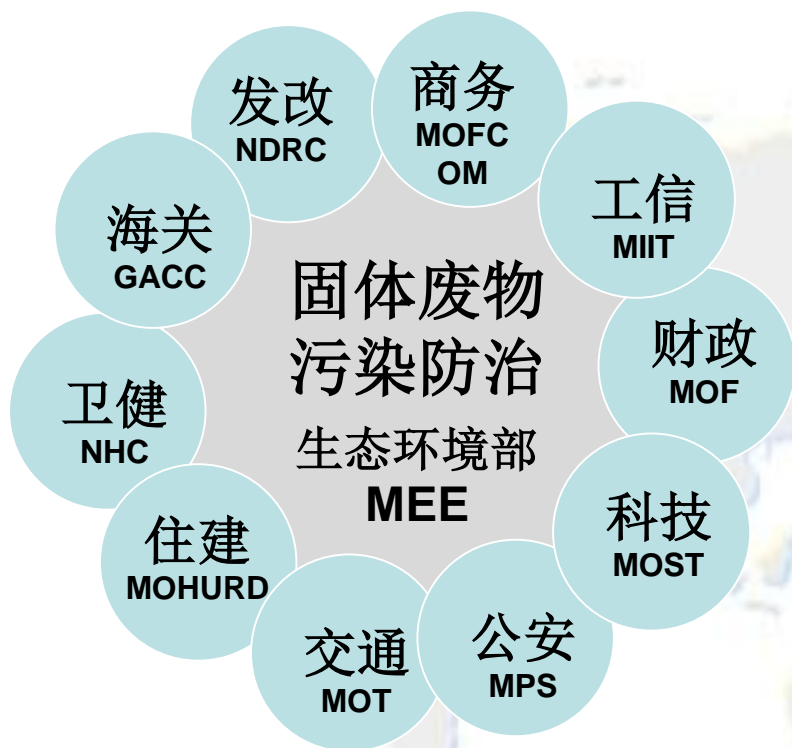 发改
NDRC
商务
MOFC
OM
工信
MIIT
财政
MOF
科技
MOST
公安
MPS
交通
MOT
住建
MOHURD
卫健
NHC
海关
GACC
固体废物
污染防治
生态环境部
MEE